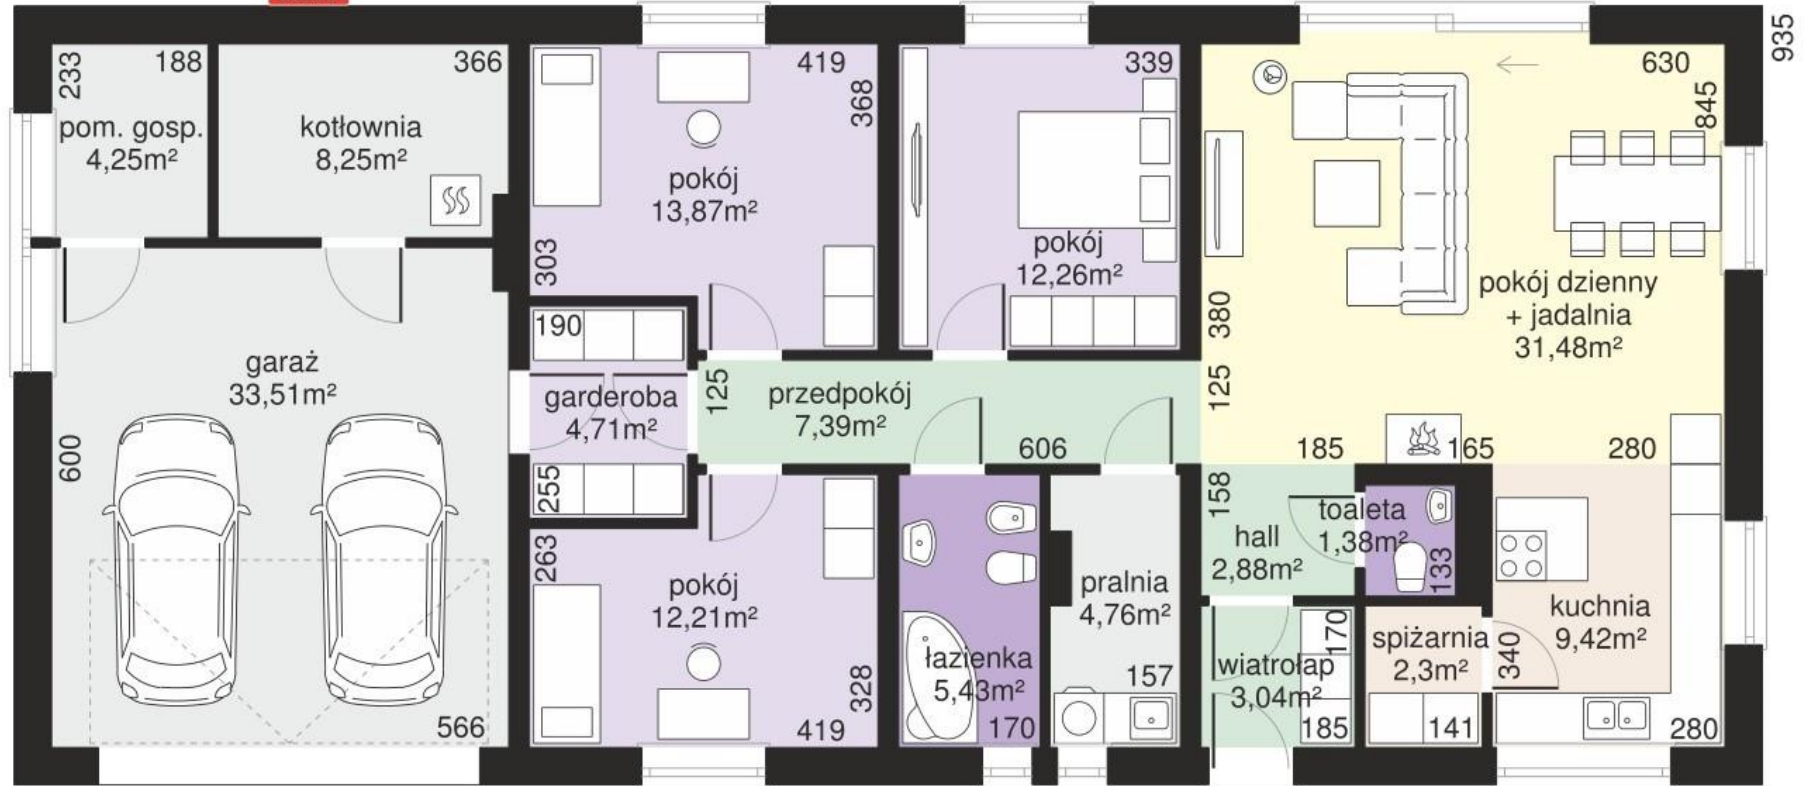 233
188
pom. gosp.
4,25m²
366
kotłownia
8,25m²
419
368
pokój
13,87m²
303
339
pokój
12,26m²
630
845
935
pokój dzienny
+ jadalnia
31,48m²
380
125
garaż
33,51m²
600
566
190
garderoba
4,71m²
255
125
przedpokój
7,39m²
606
185
165
280
263
pokój
12,21m²
328
419
łazienka
5,43m²
170
pralnia
4,76m²
157
158
hall
2,88m²
toaleta
1,38m²
133
wiatrołap
3,04m²
170
185
spiżarnia
2,3m²
141
340
kuchnia
9,42m²
280